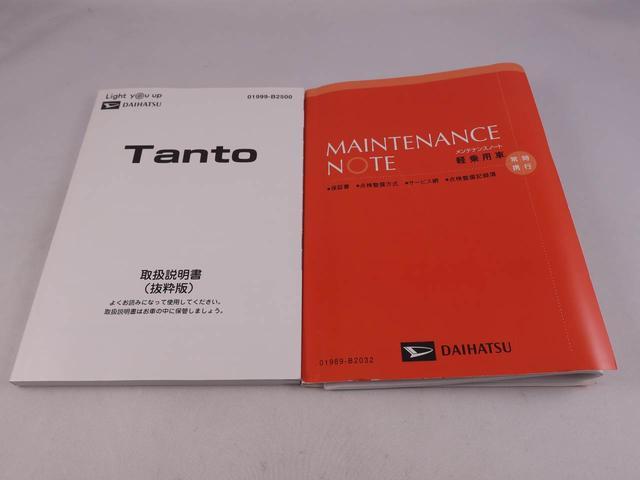 Light you up
DAIHATSU
01999-B2500
Tanto
取扱説明書
(抜粋版)
よくお読みになって使用してください。
取扱説明書はお車の中に保管しましょう。
MAINTENANCE
NOTE
メンテナンスノート
軽乗用車
常時
携行
●保証書 ●点検整備方式 ●サービス網 ●点検整備記録簿
01989-B2032
DAIHATSU